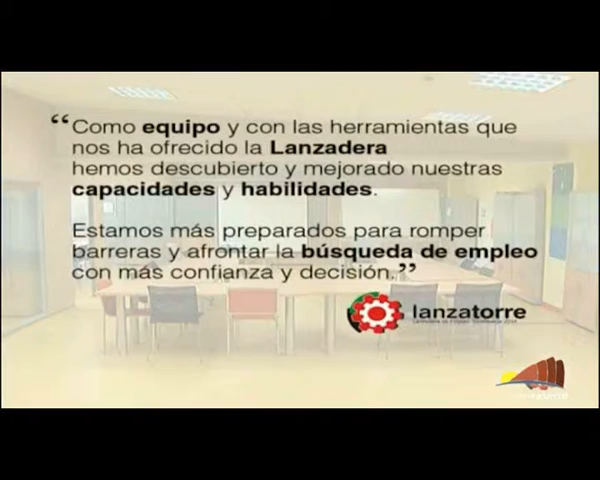 “Como equipo y con las herramientas que
nos ha ofrecido la Lanzadera
hemos descubierto y mejorado nuestras
capacidades y habilidades.
Estamos más preparados para romper
barreras y afrontar la búsqueda de empleo
con más confianza y decisión.”
lanzatorre